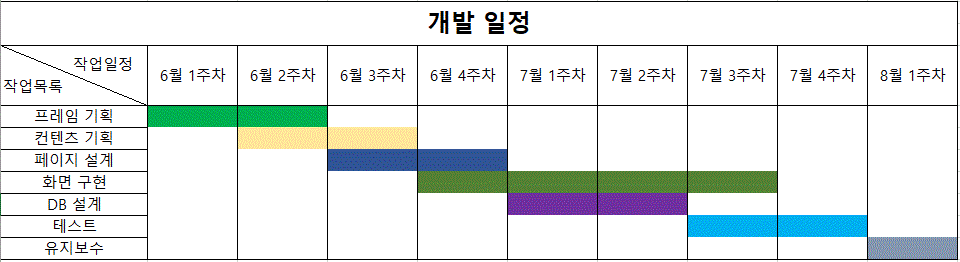 개발 일정
작업일정
작업목록
6월 1주차 6월 2주차 6월 3주차 6월 4주차 7월 1주차 7월 2주차 7월 3주차 7월 4주차 8월 1주차
프레임 기획
컨텐츠 기획
페이지 설계
화면 구현
DB 설계
테스트
유지보수